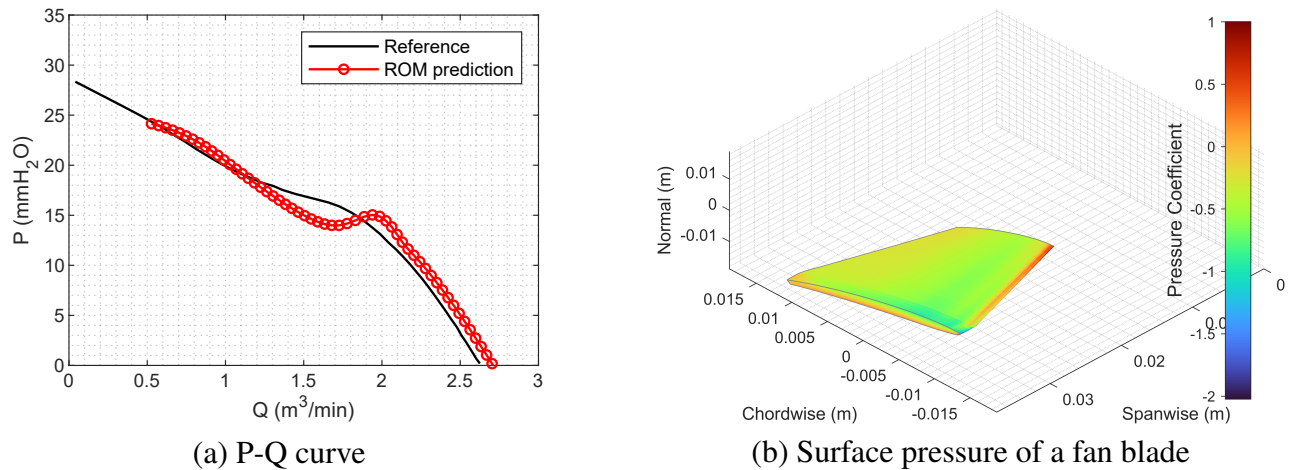 35
30
25
20
15
10
5
0
P (mmH2O)
Reference
ROM prediction
0 0.5 1 1.5 2 2.5 3
Q (m3/min)
(a) P-Q curve
Normal (m)
0.01
0
-0.01
0.015
0.01
0.005
0
-0.005
-0.01
-0.015
Chordwise (m)
0.03
0.02
0
Spanwise (m)
Pressure Coefficient
1
0.5
0
-0.5
-1
-1.5
-2
(b) Surface pressure of a fan blade